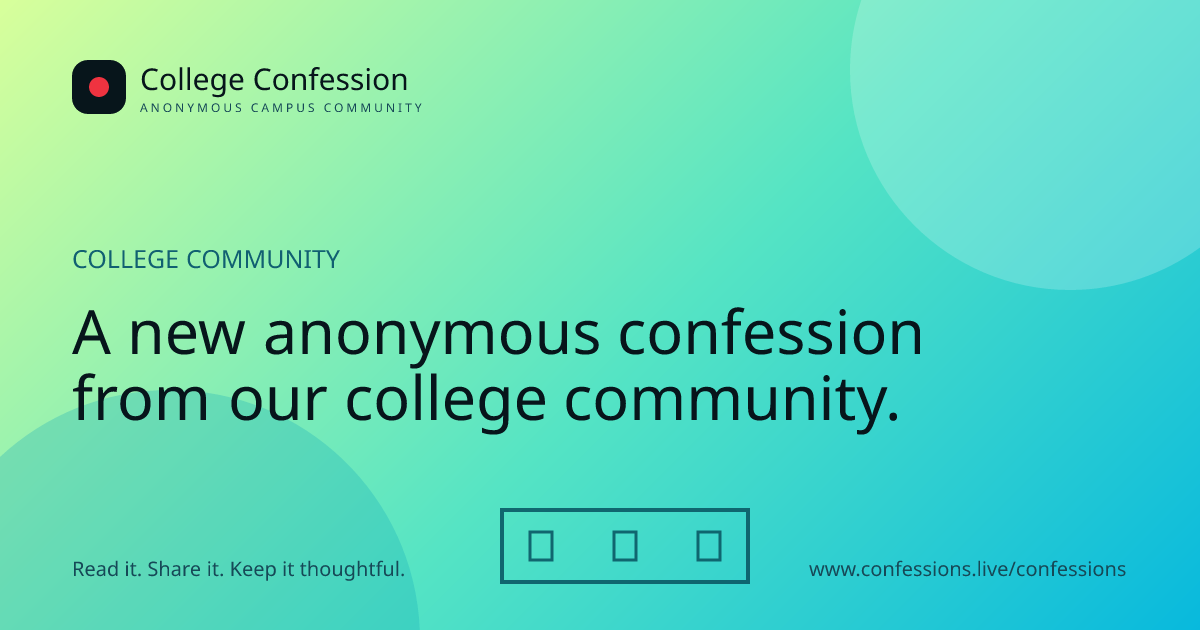 College Confession
ANONYMOUS CAMPUS COMMUNITY
COLLEGE COMMUNITY
A new anonymous confession
from our college community.
Read it. Share it. Keep it thoughtful.
www.confessions.live/confessions